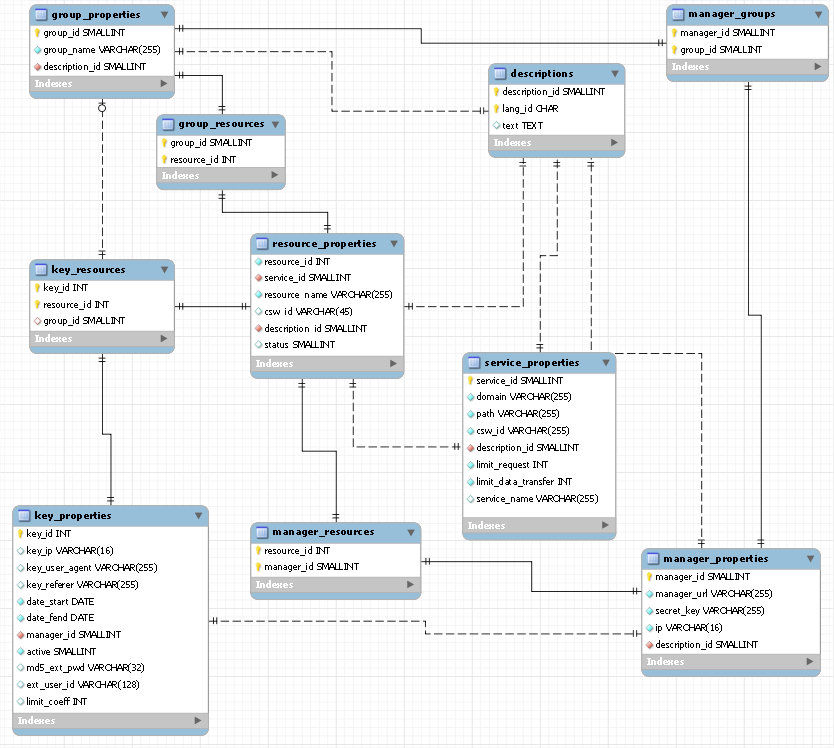 group_properties
group_id SMALLINT
group_name VARCHAR(255)
description_id SMALLINT
Indexes
manager_groups
manager_id SMALLINT
group_id SMALLINT
Indexes
descriptions
description_id SMALLINT
lang_id CHAR
text TEXT
Indexes
group_resources
group_id SMALLINT
resource_id INT
Indexes
resource_properties
resource_id INT
service_id SMALLINT
resource_name VARCHAR(255)
csw_id VARCHAR(45)
description_id SMALLINT
status SMALLINT
Indexes
key_resources
key_id INT
resource_id INT
group_id SMALLINT
Indexes
service_properties
service_id SMALLINT
domain VARCHAR(255)
path VARCHAR(255)
csw_id VARCHAR(255)
description_id SMALLINT
limit_request INT
limit_data_transfer INT
service_name VARCHAR(255)
Indexes
key_properties
key_id INT
key_ip VARCHAR(16)
key_user_agent VARCHAR(255)
key_referer VARCHAR(255)
date_start DATE
date_fend DATE
manager_id SMALLINT
active SMALLINT
md5_ext_pwd VARCHAR(32)
ext_user_id VARCHAR(128)
limit_coeff INT
Indexes
manager_resources
resource_id INT
manager_id SMALLINT
Indexes
manager_properties
manager_id SMALLINT
manager_url VARCHAR(255)
secret_key VARCHAR(255)
ip VARCHAR(16)
description_id SMALLINT
Indexes